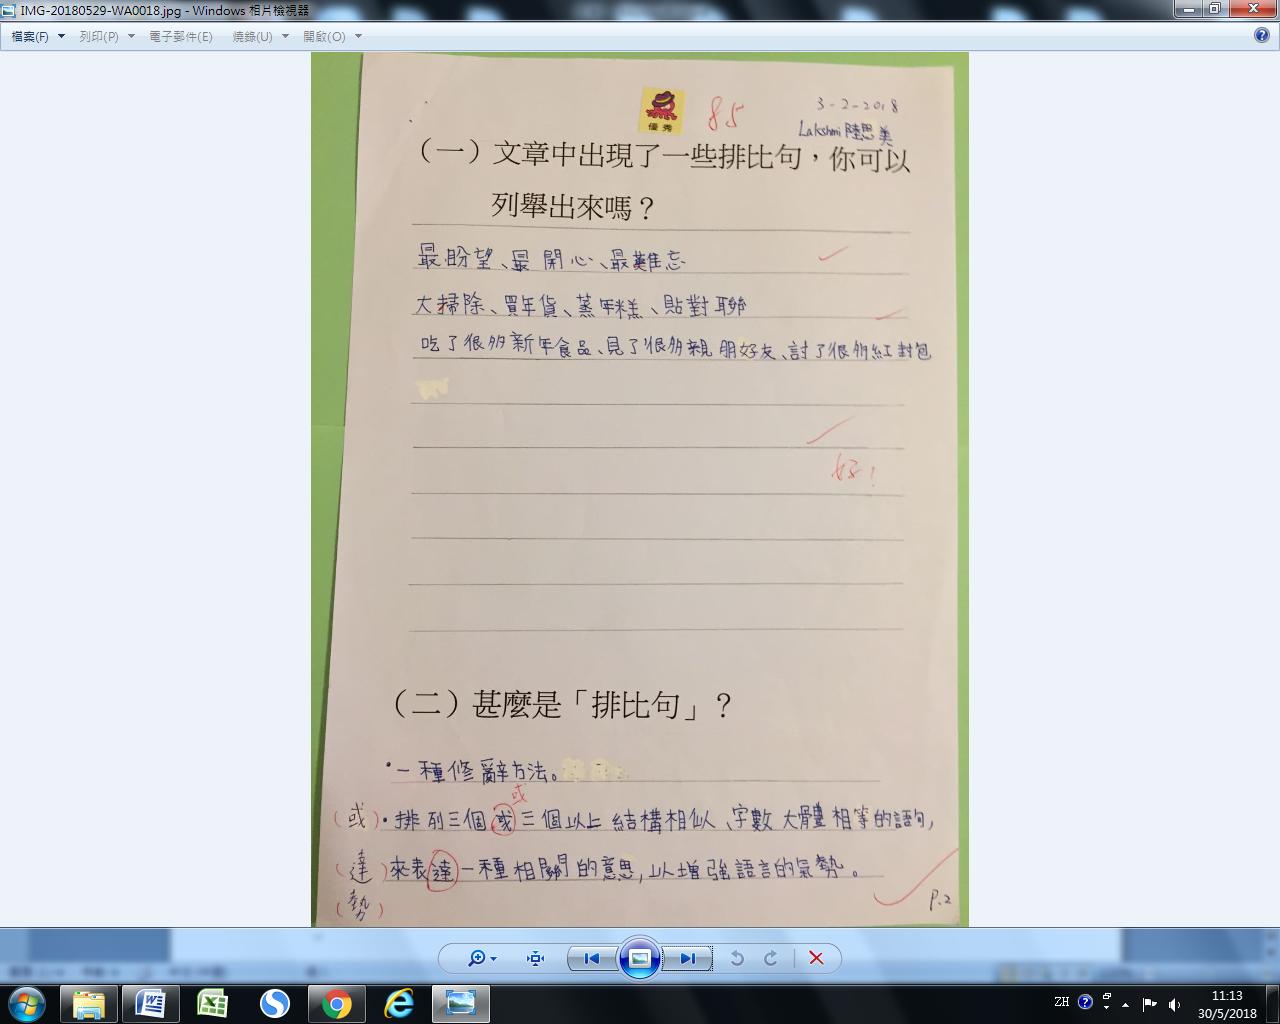 IMG-20180529-WA0018.jpg - Windows 相片檢視器
檔案(F) 列印(P) 電子郵件(E) 燒錄(U) 開啟(O)
優秀
85
3-2-2018
Lakshmi 陸思美
（一）文章中出現了一些排比句，你可以
列舉出來嗎？
最盼望、最開心、最難忘
大掃除、買年貨、蒸年糕、貼對聯
吃了很多新年食品、見了很多親朋好友、討了很多紅封包
好！
（二）甚麼是「排比句」？
•一種修辭方法。
或
(或)•排列三個或三個以上結構相似、字數大體相等的語句，
(達)來表達一種相關的意思，以增強語言的氣勢。
(勢)
P.2
ZH
11:13
30/5/2018